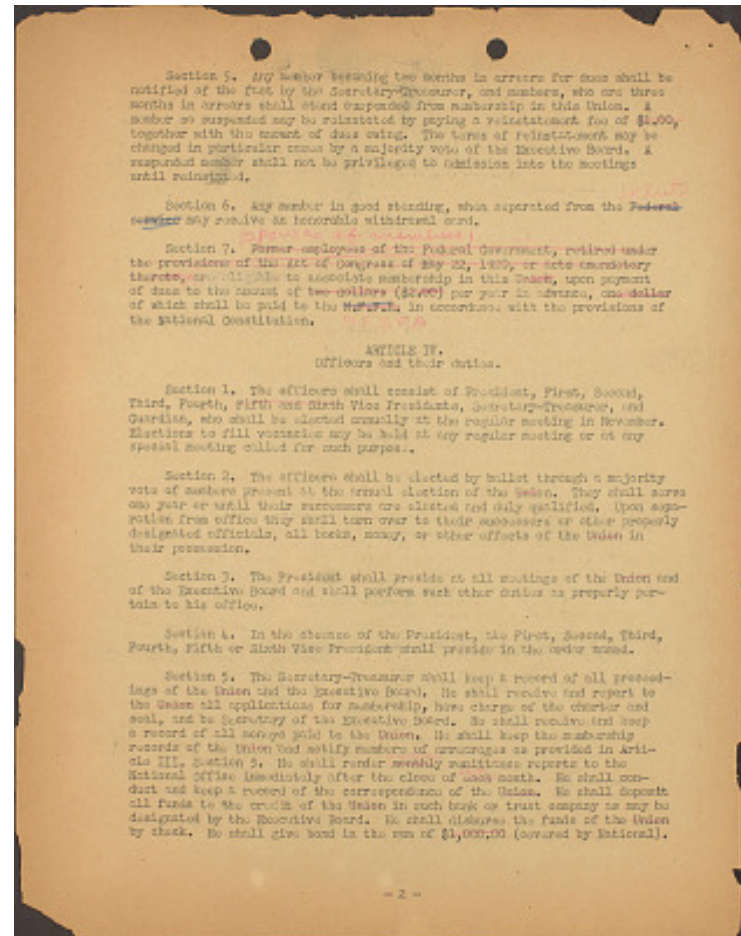 Section 5. Any member becoming two months in arrears for dues shall be
notified of the fact by the Secretary-Treasurer, and members, who are three
months in arrears shall stand suspended from membership in this Union. A
member so suspended may be reinstated by paying a reinstatement fee of $1.00,
together with the amount of dues owing. The terms of reinstatement may be
changed in particular cases by a majority vote of the Executive Board. A
suspended member shall not be privileged to admission into the meetings
until reinstated.
Section 6. Any member in good standing, when separated from the Federal
service may receive an honorable withdrawal card.
Section 7. Former employees of the Federal Government, retired under
the provisions of the Act of Congress of May 22, 1920, or acts amendatory
thereto, are eligible to associate membership in this Union, upon payment
of dues to the amount of two dollars ($2.00) per year in advance, one dollar
of which shall be paid to the N.F.F.E. in accordance with the provisions of
the National Constitution.
ARTICLE IV.
Officers and their duties.
Section 1. The officers shall consist of President, First, Second,
Third, Fourth, Fifth and Sixth Vice Presidents, Secretary-Treasurer, and
Guardian, who shall be elected annually at the regular meeting in November.
Elections to fill vacancies may be held at any regular meeting or at any
special meeting called for such purpose.
Section 2. The officers shall be elected by ballot through a majority
vote of members present at the annual election of the Union. They shall serve
one year or until their successors are elected and duly qualified. Upon sepa-
ration from office they shall turn over to their successors or other properly
designated officials, all books, money, or other effects of the Union in
their possession.
Section 3. The President shall preside at all meetings of the Union and
of the Executive Board and shall perform such other duties as properly per-
tain to his office.
Section 4. In the absence of the President, the First, Second, Third,
Fourth, Fifth or Sixth Vice President shall preside in the order named.
Section 5. The Secretary-Treasurer shall keep a record of all proceed-
ings of the Union and the Executive Board. He shall receive and report to
the Union all applications for membership, have charge of the charter and
seal, and be Secretary of the Executive Board. He shall receive and keep
a record of all moneys paid to the Union. He shall keep the membership
records of the Union and notify members of arrearages as provided in Arti-
cle III, Section 5. He shall render monthly remittance reports to the
National Office immediately after the close of each month. He shall con-
duct and keep a record of the correspondence of the Union. He shall deposit
all funds to the credit of the Union in such bank or trust company as may be
designated by the Executive Board. He shall disburse the funds of the Union
by check. He shall give bond in the sum of $1,000.00 (covered by National).
- 2 -